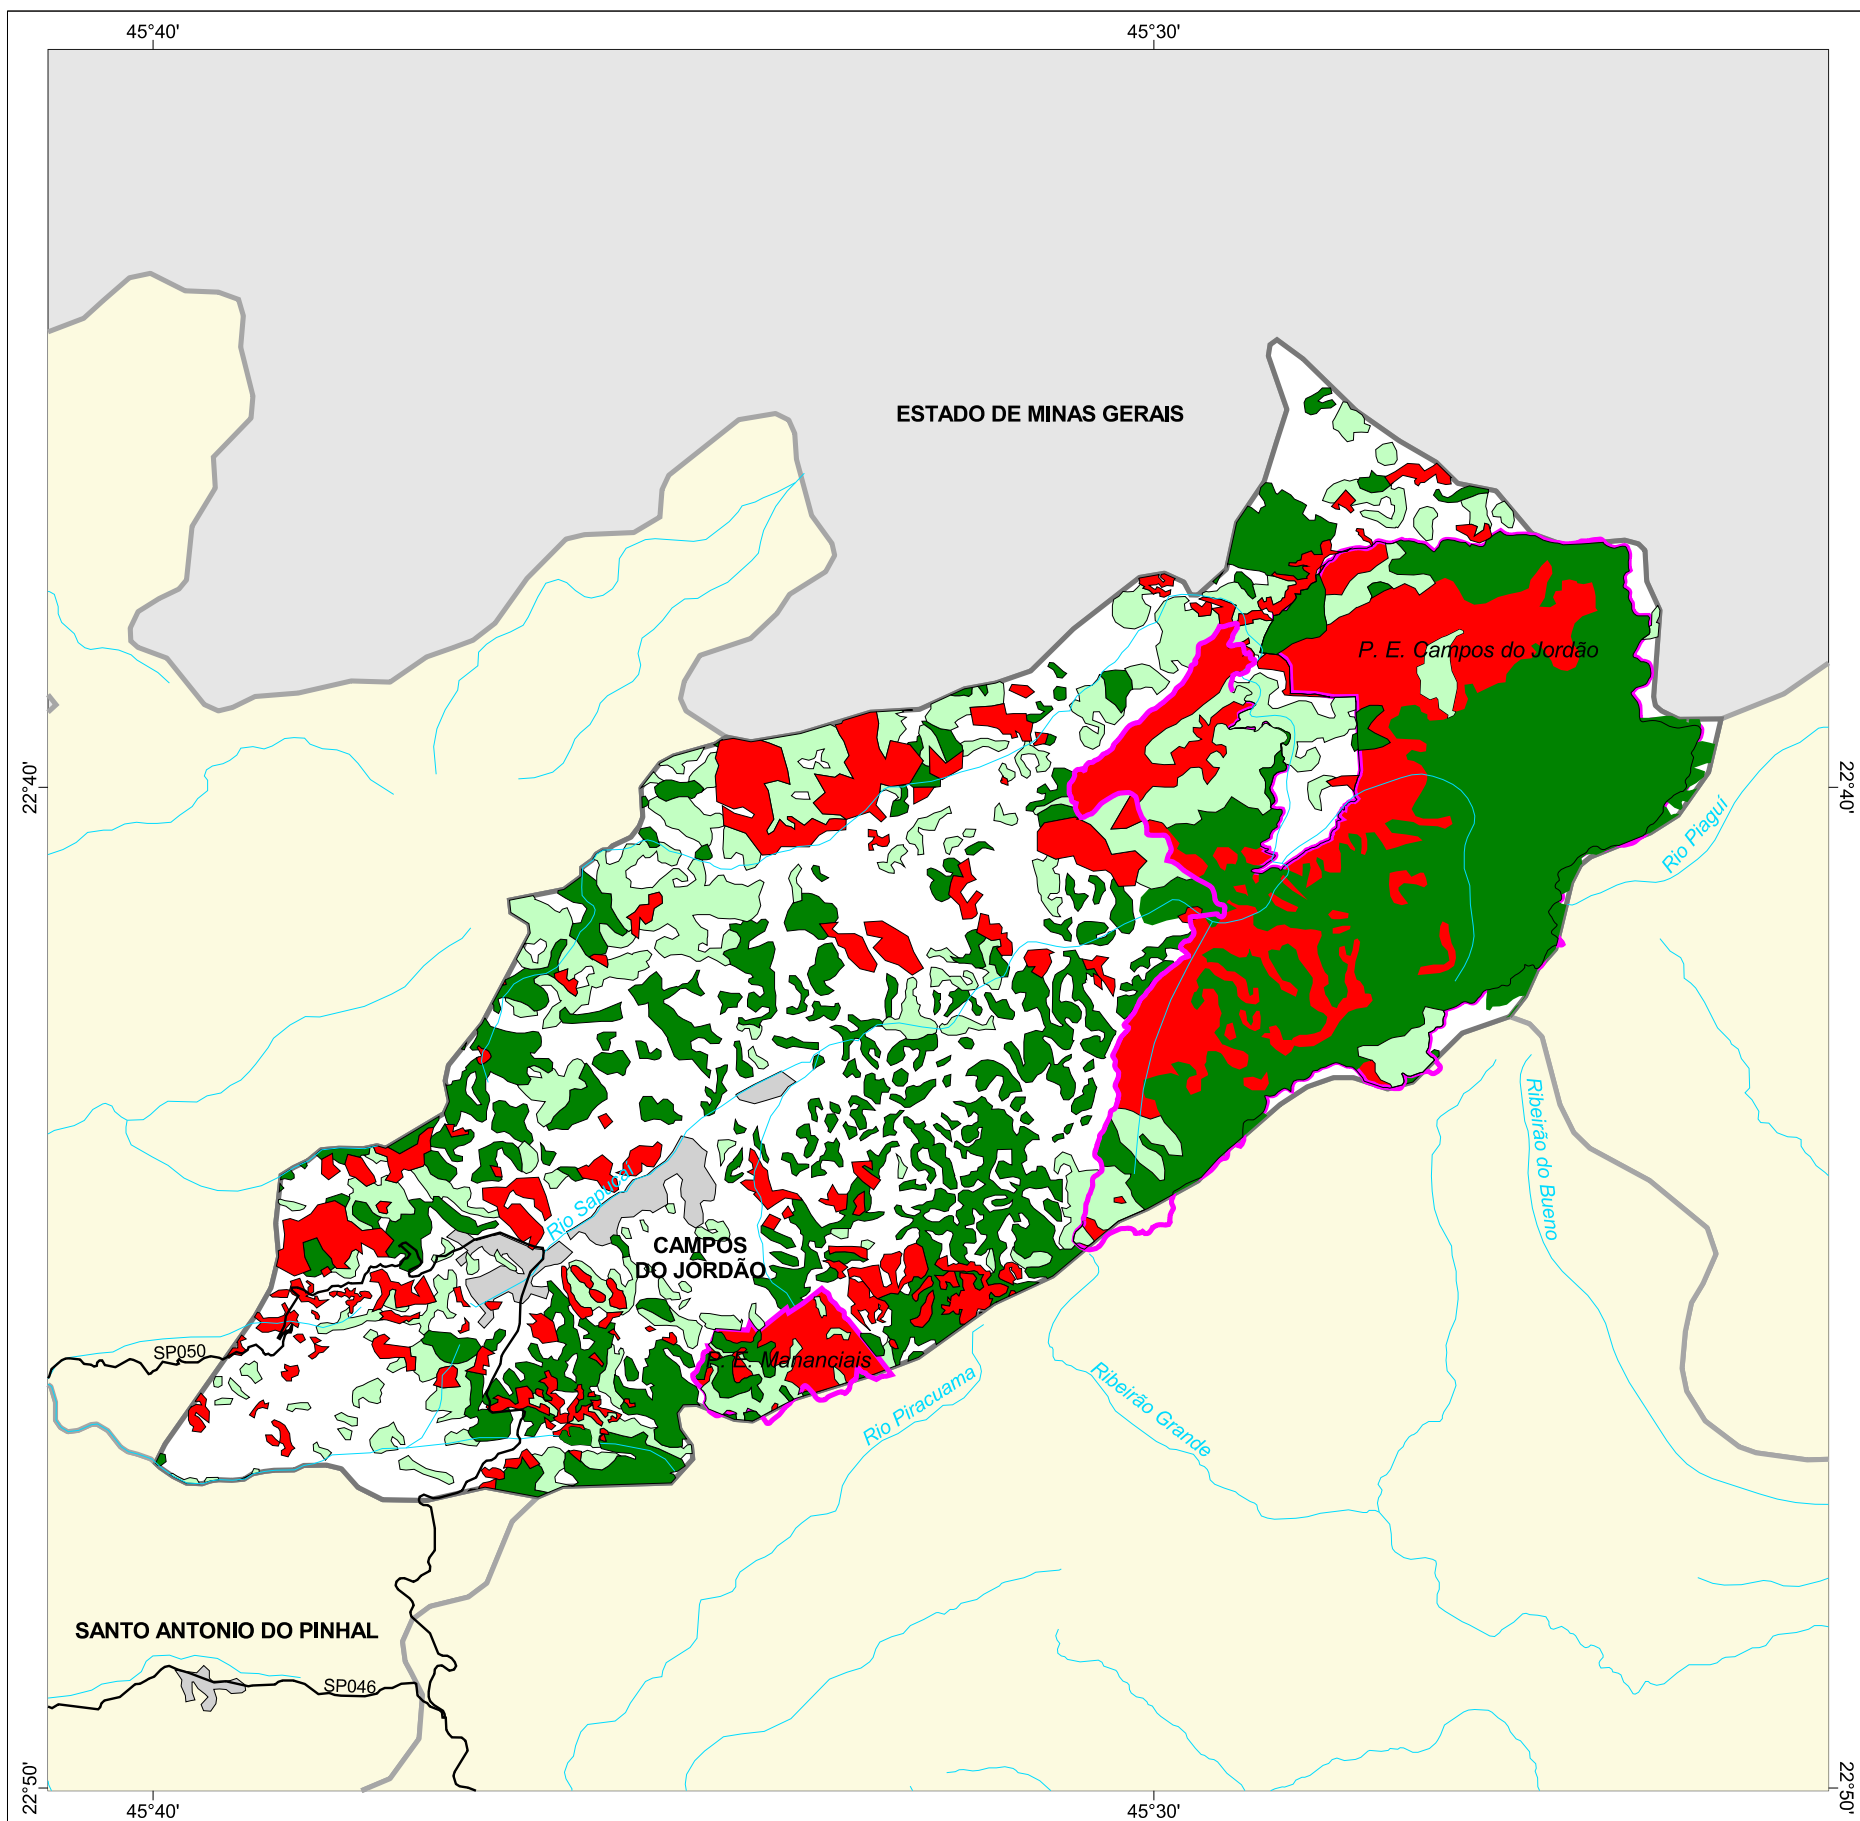 45°40'
45°30'
ESTADO DE MINAS GERAIS
P. E. Campos do Jordão
22°40'
22°40'
Rio Piaguí
Ribeirão do Bueno
Rio Sapucaí
CAMPOS
DO JORDÃO
SP050
P. E. Mananciais
Rio Piracuama
Ribeirão Grande
SANTO ANTONIO DO PINHAL
SP046
22°50'
22°50'
45°40'
45°30'